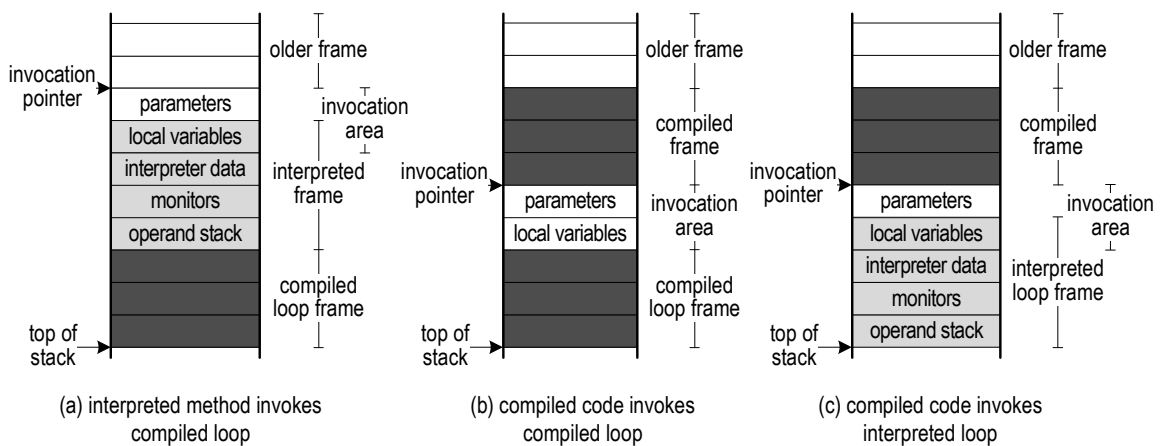 older frame
invocation
pointer
parameters
invocation
area
local variables
interpreter data
interpreted
frame
monitors
operand stack
compiled
loop frame
top of
stack
(a) interpreted method invokes
compiled loop
older frame
compiled
frame
invocation
pointer
parameters
invocation
area
local variables
compiled
loop frame
top of
stack
(b) compiled code invokes
compiled loop
older frame
compiled
frame
invocation
pointer
parameters
invocation
area
local variables
interpreter data
interpreted
loop frame
monitors
operand stack
top of
stack
(c) compiled code invokes
interpreted loop